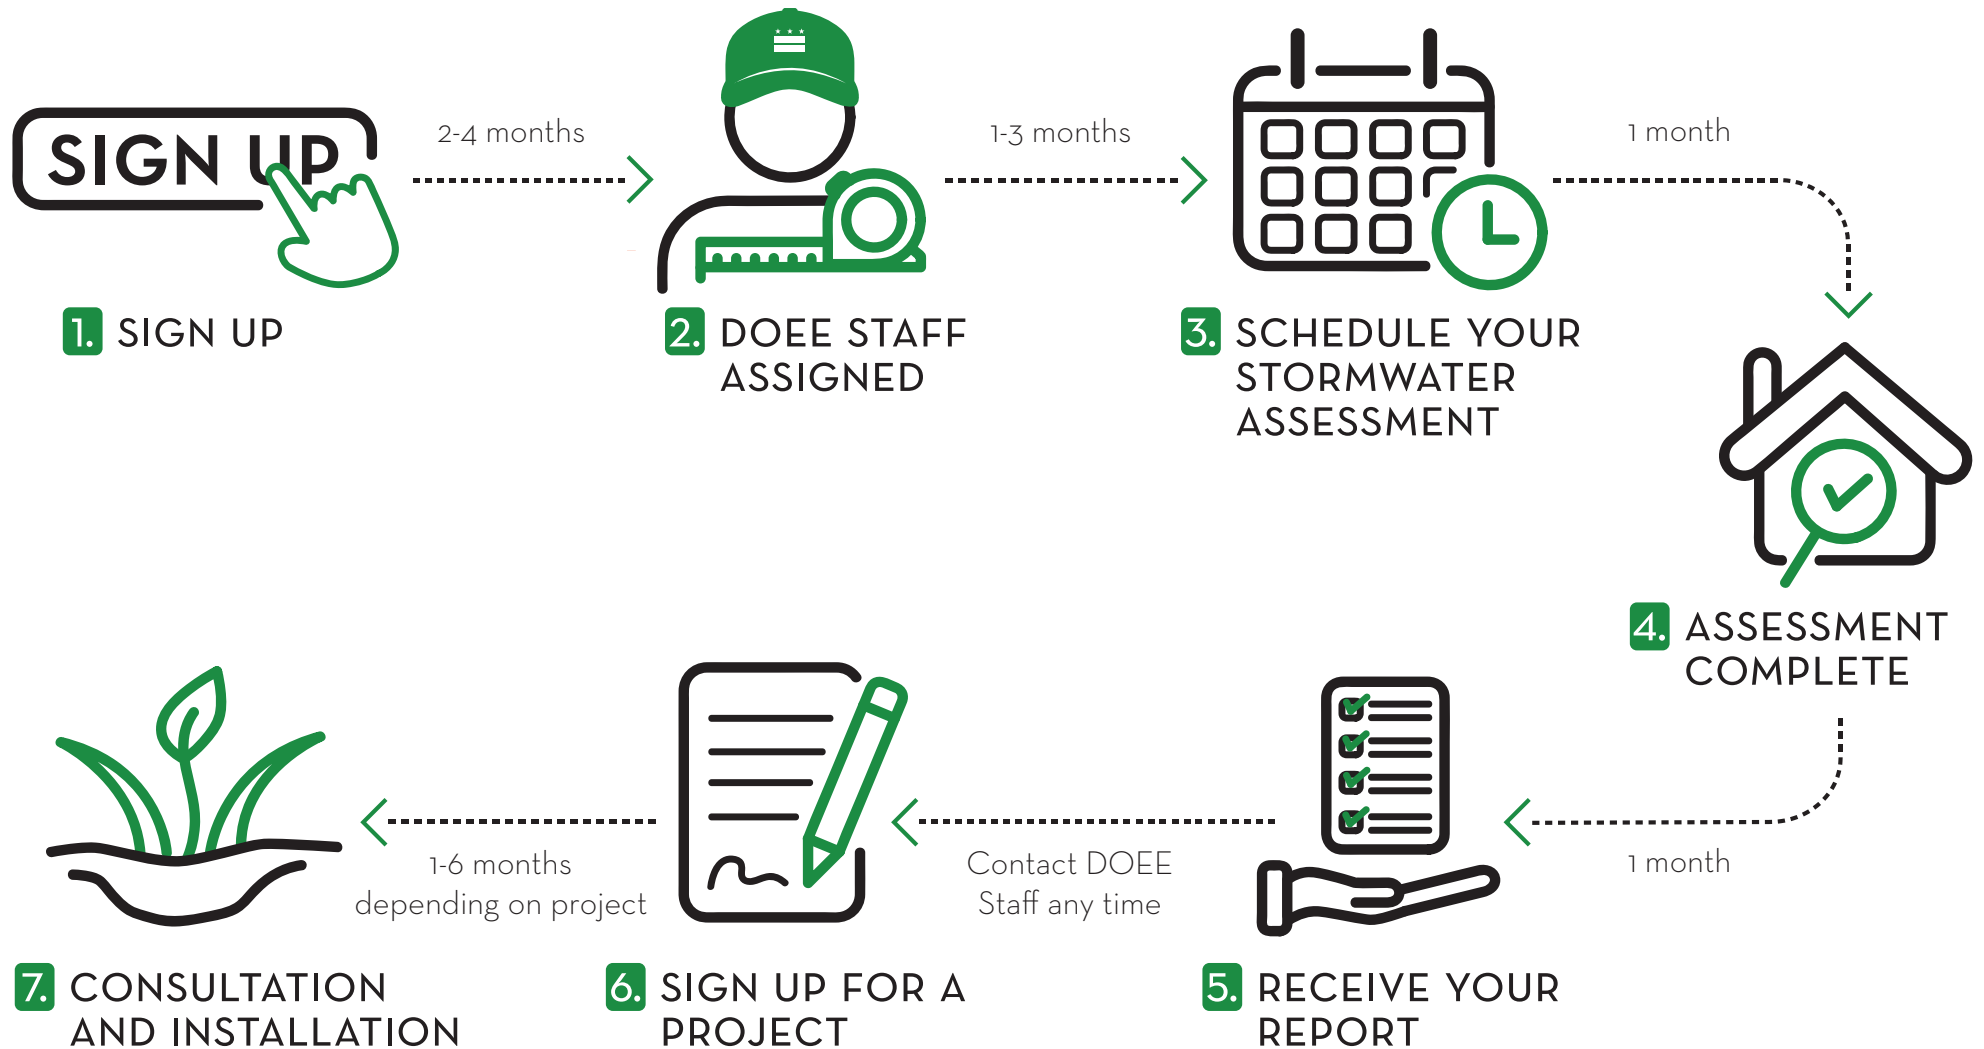 SIGN UP
1. SIGN UP
2-4 months
2. DOEE STAFF
ASSIGNED
1-3 months
3. SCHEDULE YOUR
STORMWATER
ASSESSMENT
1 month
4. ASSESSMENT
COMPLETE
1 month
5. RECEIVE YOUR
REPORT
Contact DOEE
Staff any time
6. SIGN UP FOR A
PROJECT
1-6 months
depending on project
7. CONSULTATION
AND INSTALLATION